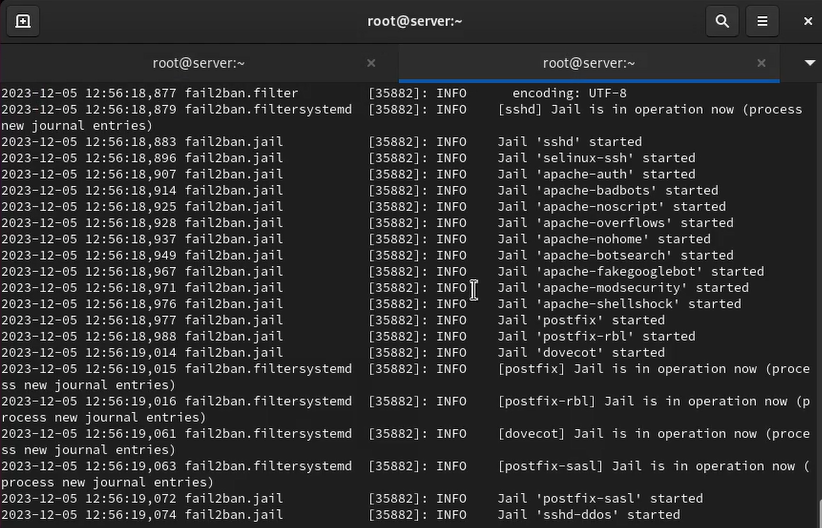 root@server:~
root@server:~
root@server:~
2023-12-05 12:56:18,877 fail2ban.filter         [35882]: INFO      encoding: UTF-8
2023-12-05 12:56:18,879 fail2ban.filtersystemd  [35882]: INFO    [sshd] Jail is in operation now (process
new journal entries)
2023-12-05 12:56:18,883 fail2ban.jail           [35882]: INFO    Jail 'sshd' started
2023-12-05 12:56:18,896 fail2ban.jail           [35882]: INFO    Jail 'selinux-ssh' started
2023-12-05 12:56:18,907 fail2ban.jail           [35882]: INFO    Jail 'apache-auth' started
2023-12-05 12:56:18,914 fail2ban.jail           [35882]: INFO    Jail 'apache-badbots' started
2023-12-05 12:56:18,925 fail2ban.jail           [35882]: INFO    Jail 'apache-noscript' started
2023-12-05 12:56:18,928 fail2ban.jail           [35882]: INFO    Jail 'apache-overflows' started
2023-12-05 12:56:18,937 fail2ban.jail           [35882]: INFO    Jail 'apache-nohome' started
2023-12-05 12:56:18,949 fail2ban.jail           [35882]: INFO    Jail 'apache-botsearch' started
2023-12-05 12:56:18,967 fail2ban.jail           [35882]: INFO    Jail 'apache-fakegooglebot' started
2023-12-05 12:56:18,971 fail2ban.jail           [35882]: INFO    Jail 'apache-modsecurity' started
2023-12-05 12:56:18,976 fail2ban.jail           [35882]: INFO    Jail 'apache-shellshock' started
2023-12-05 12:56:18,977 fail2ban.jail           [35882]: INFO    Jail 'postfix' started
2023-12-05 12:56:18,988 fail2ban.jail           [35882]: INFO    Jail 'postfix-rbl' started
2023-12-05 12:56:19,014 fail2ban.jail           [35882]: INFO    Jail 'dovecot' started
2023-12-05 12:56:19,015 fail2ban.filtersystemd  [35882]: INFO    [postfix] Jail is in operation now (proce
ss new journal entries)
2023-12-05 12:56:19,016 fail2ban.filtersystemd  [35882]: INFO    [postfix-rbl] Jail is in operation now (p
rocess new journal entries)
2023-12-05 12:56:19,061 fail2ban.filtersystemd  [35882]: INFO    [dovecot] Jail is in operation now (proce
ss new journal entries)
2023-12-05 12:56:19,063 fail2ban.filtersystemd  [35882]: INFO    [postfix-sasl] Jail is in operation now (
process new journal entries)
2023-12-05 12:56:19,072 fail2ban.jail           [35882]: INFO    Jail 'postfix-sasl' started
2023-12-05 12:56:19,074 fail2ban.jail           [35882]: INFO    Jail 'sshd-ddos' started